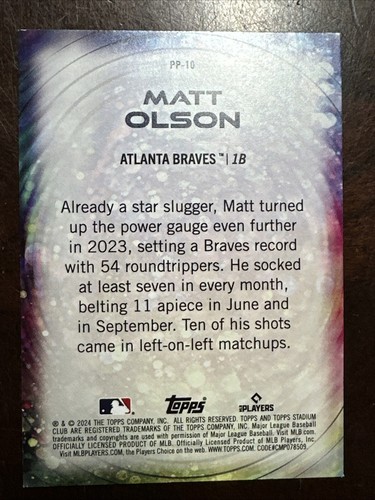 PP-10
MATT
OLSON
ATLANTA BRAVES™ | 1B
Already a star slugger, Matt turned
up the power gauge even further
in 2023, setting a Braves record
with 54 roundtrippers. He socked
at least seven in every month,
belting 11 apiece in June and
in September. Ten of his shots
came in left-on-left matchups.
topps
PLAYERS
® & © 2024 THE TOPPS COMPANY, INC. ALL RIGHTS RESERVED. TOPPS AND TOPPS STADIUM
CLUB ARE REGISTERED TRADEMARKS OF THE TOPPS COMPANY, INC. Major League Baseball
trademarks and copyrights are used with permission of Major League Baseball. Visit MLB.com.
OFFICIALLY LICENSED PRODUCT OF MLB. Officially Licensed Product of MLB Players, Inc.
Visit MLBPLAYERS.COM, the Players Choice on the web. WWW.TOPPS.COM. CODE#CMP078509